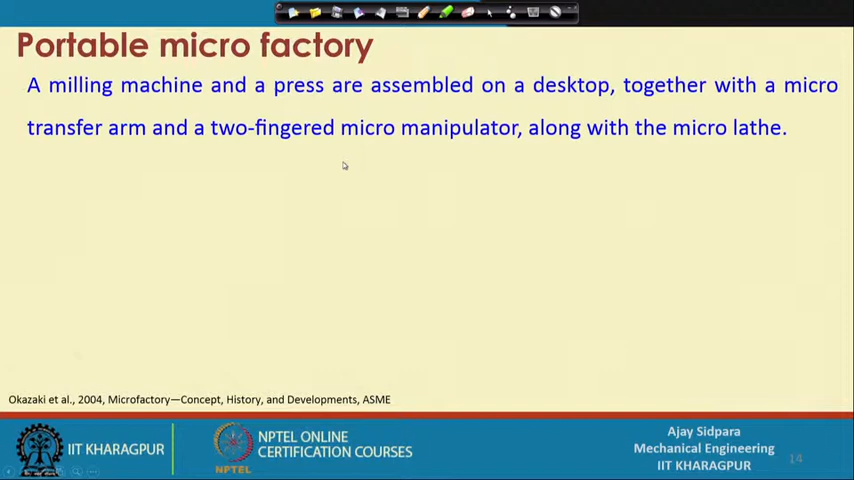 Portable micro factory
A milling machine and a press are assembled on a desktop, together with a micro
transfer arm and a two-fingered micro manipulator, along with the micro lathe.
Okazaki et al., 2004, Microfactory—Concept, History, and Developments, ASME
IIT KHARAGPUR
NPTEL
NPTEL ONLINE
CERTIFICATION COURSES
Ajay Sidpara
Mechanical Engineering
IIT KHARAGPUR
14